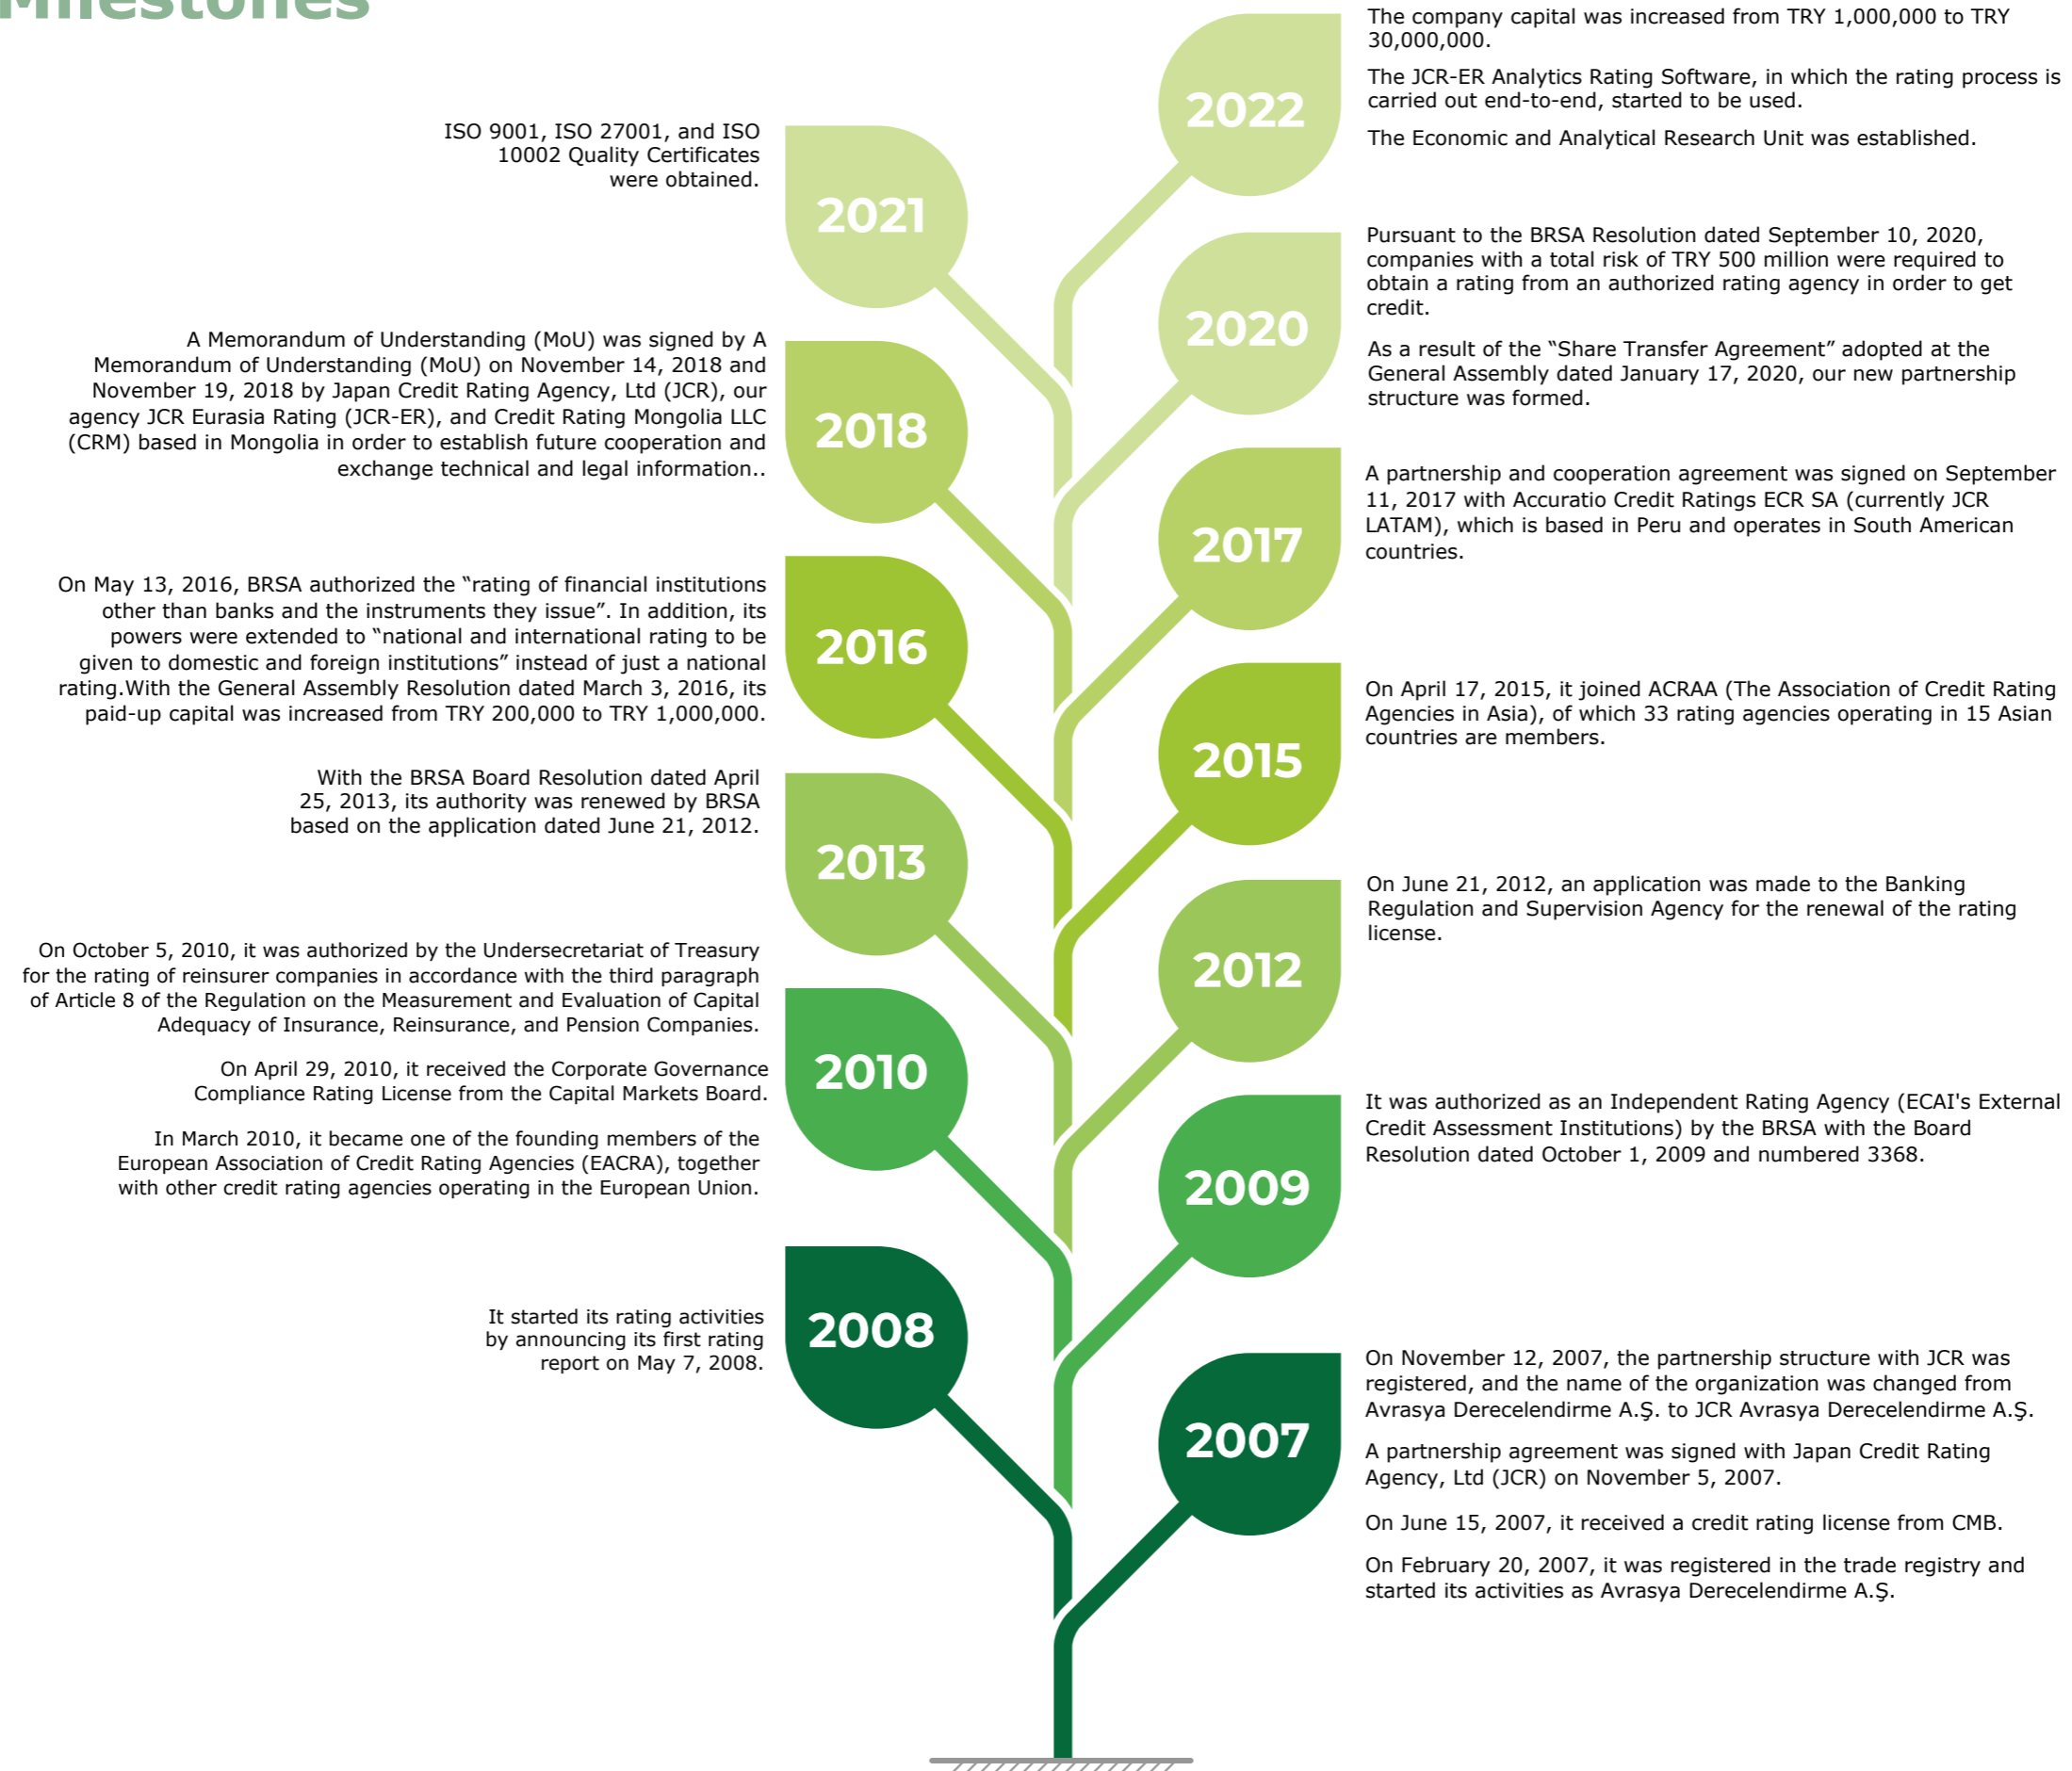 Milestones
2022
The company capital was increased from TRY 1,000,000 to TRY
30,000,000.
The JCR-ER Analytics Rating Software, in which the rating process is
carried out end-to-end, started to be used.
The Economic and Analytical Research Unit was established.
ISO 9001, ISO 27001, and ISO
10002 Quality Certificates
were obtained.
2021
2020
Pursuant to the BRSA Resolution dated September 10, 2020,
companies with a total risk of TRY 500 million were required to
obtain a rating from an authorized rating agency in order to get
credit.
As a result of the “Share Transfer Agreement” adopted at the
General Assembly dated January 17, 2020, our new partnership
structure was formed.
A Memorandum of Understanding (MoU) was signed by A
Memorandum of Understanding (MoU) on November 14, 2018 and
November 19, 2018 by Japan Credit Rating Agency, Ltd (JCR), our
agency JCR Eurasia Rating (JCR-ER), and Credit Rating Mongolia LLC
(CRM) based in Mongolia in order to establish future cooperation and
exchange technical and legal information..
2018
2017
A partnership and cooperation agreement was signed on September
11, 2017 with Accuratio Credit Ratings ECR SA (currently JCR
LATAM), which is based in Peru and operates in South American
countries.
On May 13, 2016, BRSA authorized the “rating of financial institutions
other than banks and the instruments they issue”. In addition, its
powers were extended to “national and international rating to be
given to domestic and foreign institutions” instead of just a national
rating.With the General Assembly Resolution dated March 3, 2016, its
paid-up capital was increased from TRY 200,000 to TRY 1,000,000.
2016
2015
On April 17, 2015, it joined ACRAA (The Association of Credit Rating
Agencies in Asia), of which 33 rating agencies operating in 15 Asian
countries are members.
With the BRSA Board Resolution dated April
25, 2013, its authority was renewed by BRSA
based on the application dated June 21, 2012.
2013
2012
On June 21, 2012, an application was made to the Banking
Regulation and Supervision Agency for the renewal of the rating
license.
On October 5, 2010, it was authorized by the Undersecretariat of Treasury
for the rating of reinsurer companies in accordance with the third paragraph
of Article 8 of the Regulation on the Measurement and Evaluation of Capital
Adequacy of Insurance, Reinsurance, and Pension Companies.
On April 29, 2010, it received the Corporate Governance
Compliance Rating License from the Capital Markets Board.
In March 2010, it became one of the founding members of the
European Association of Credit Rating Agencies (EACRA), together
with other credit rating agencies operating in the European Union.
2010
2009
It was authorized as an Independent Rating Agency (ECAI's External
Credit Assessment Institutions) by the BRSA with the Board
Resolution dated October 1, 2009 and numbered 3368.
It started its rating activities
by announcing its first rating
report on May 7, 2008.
2008
2007
On November 12, 2007, the partnership structure with JCR was
registered, and the name of the organization was changed from
Avrasya Derecelendirme A.Ş. to JCR Avrasya Derecelendirme A.Ş.
A partnership agreement was signed with Japan Credit Rating
Agency, Ltd (JCR) on November 5, 2007.
On June 15, 2007, it received a credit rating license from CMB.
On February 20, 2007, it was registered in the trade registry and
started its activities as Avrasya Derecelendirme A.Ş.